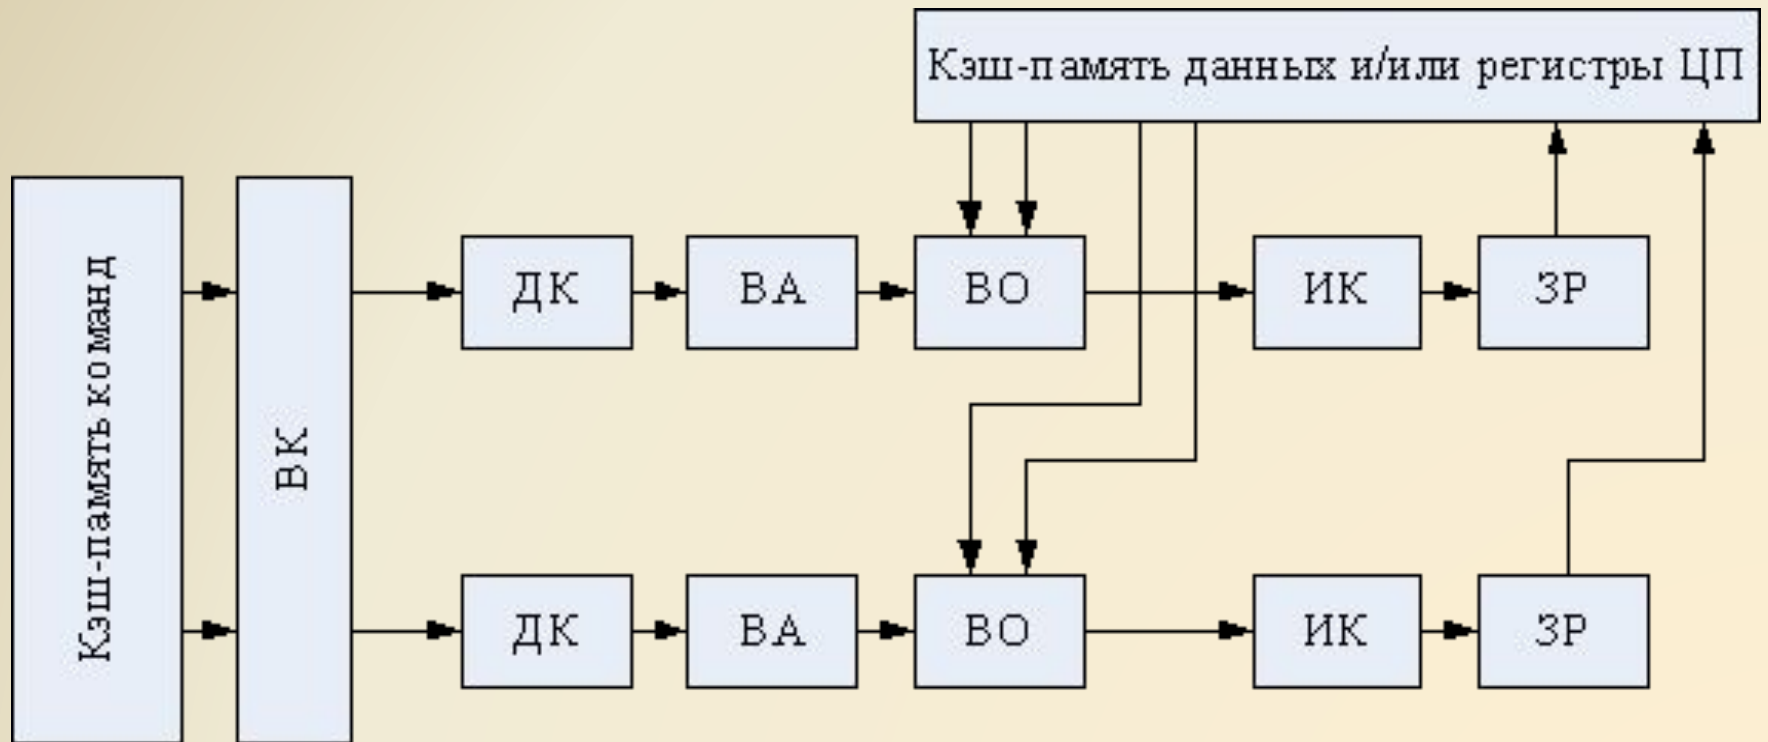 Кэш-память данных и/или регистры ЦП
Кэш-память команд
ВК
ДК
ВА
ВО
ИК
ЗР
ДК
ВА
ВО
ИК
ЗР